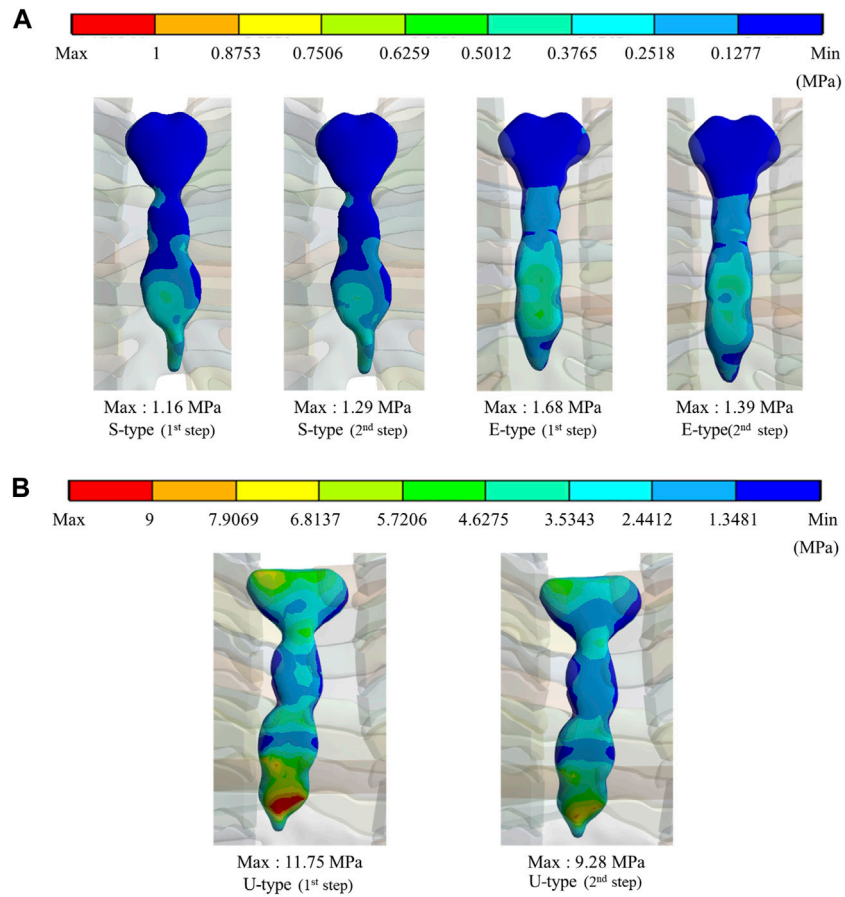 A
Max 1 0.8753 0.7506 0.6259 0.5012 0.3765 0.2518 0.1277 Min
(MPa)
Max : 1.16 MPa Max : 1.29 MPa Max : 1.68 MPa Max : 1.39 MPa
S-type (1st step) S-type (2nd step) E-type (1st step) E-type(2nd step)
B
Max 9 7.9069 6.8137 5.7206 4.6275 3.5343 2.4412 1.3481 Min
(MPa)
Max : 11.75 MPa Max : 9.28 MPa
U-type (1st step) U-type (2nd step)